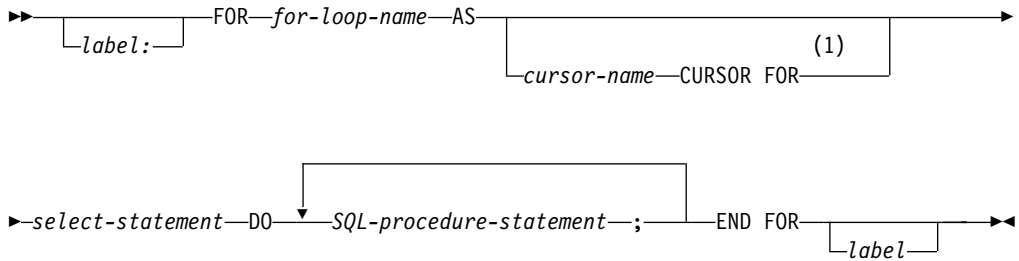 FOR for-loop-name AS
label: (1)
cursor-name CURSOR FOR
select-statement DO SQL-procedure-statement ; END FOR
label